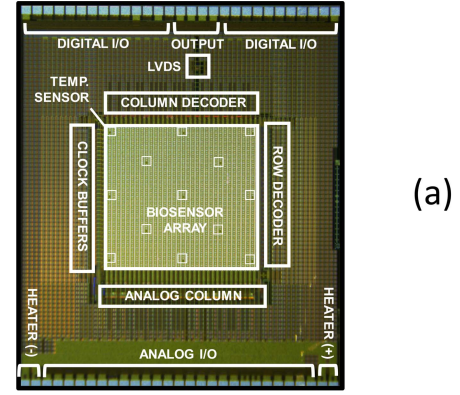 DIGITAL I/O OUTPUT DIGITAL I/O
LVDS
TEMP.
SENSOR
COLUMN DECODER
CLOCK BUFFERS
ROW DECODER
BIOSENSOR
ARRAY
(a)
ANALOG COLUMN
HEATER (-)
HEATER (+)
ANALOG I/O